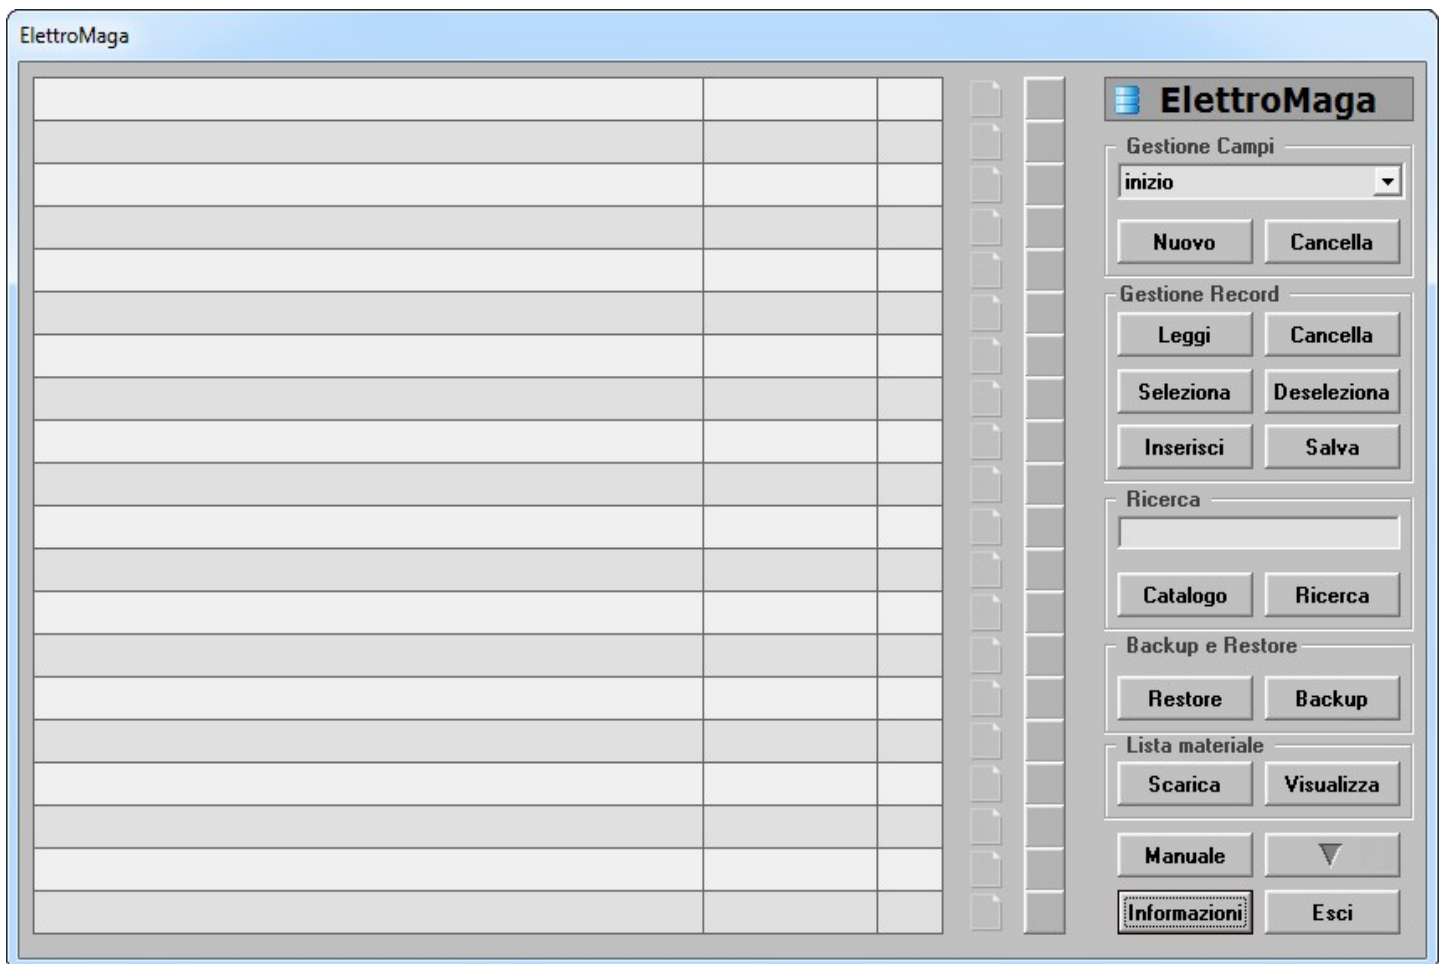 ElettroMaga
ElettroMaga
Gestione Campi
inizio
Nuovo Cancella
Gestione Record
Leggi Cancella
Seleziona Deseleziona
Inserisci Salva
Ricerca
Catalogo Ricerca
Backup e Restore
Restore Backup
Lista materiale
Scarica Visualizza
Manuale
Informazioni Esci